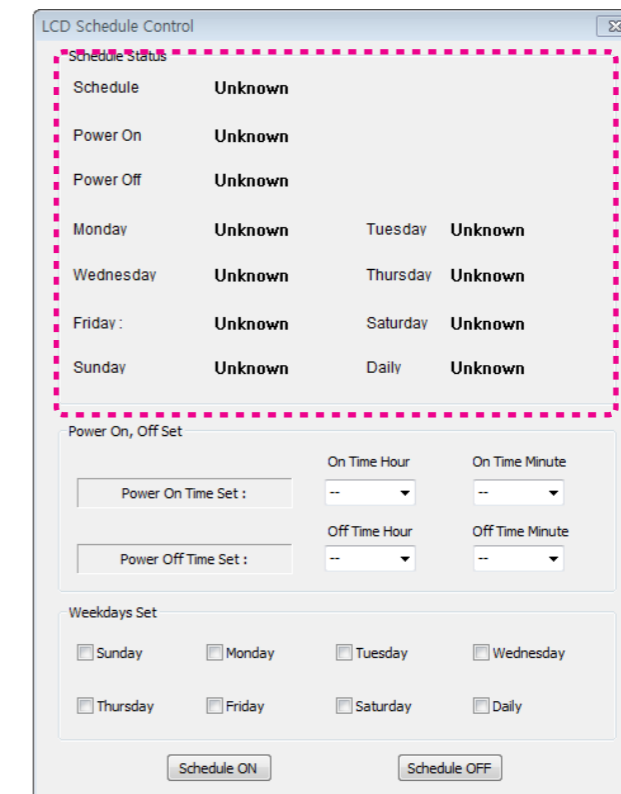 LCD Schedule Control
Schedule Status
Schedule Unknown
Power On Unknown
Power Off Unknown
Monday Unknown Tuesday Unknown
Wednesday Unknown Thursday Unknown
Friday : Unknown Saturday Unknown
Sunday Unknown Daily Unknown
Power On, Off Set
On Time Hour On Time Minute
Power On Time Set : -- --
Off Time Hour Off Time Minute
Power Off Time Set : -- --
Weekdays Set
Sunday Monday Tuesday Wednesday
Thursday Friday Saturday Daily
Schedule ON Schedule OFF